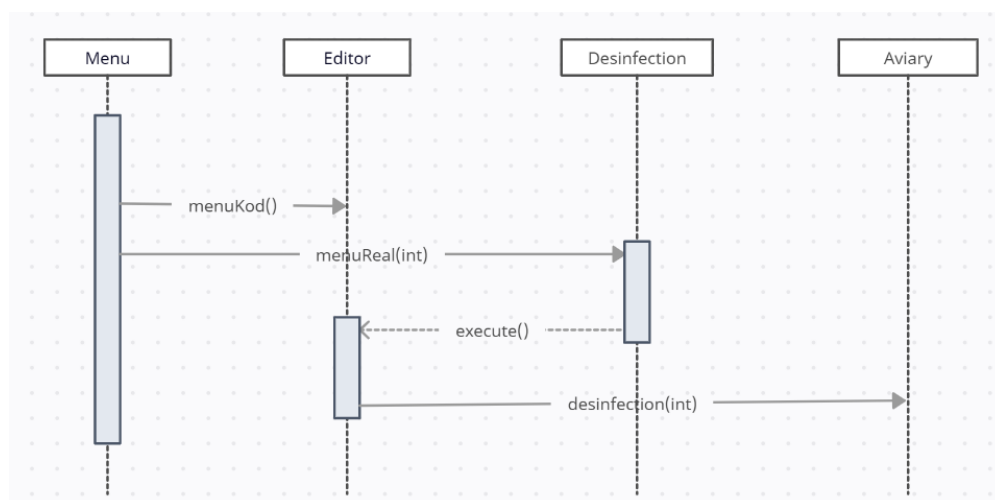 Menu
Editor
Desinfection
Aviary
menuKod()
menuReal(int)
execute()
desinfection(int)